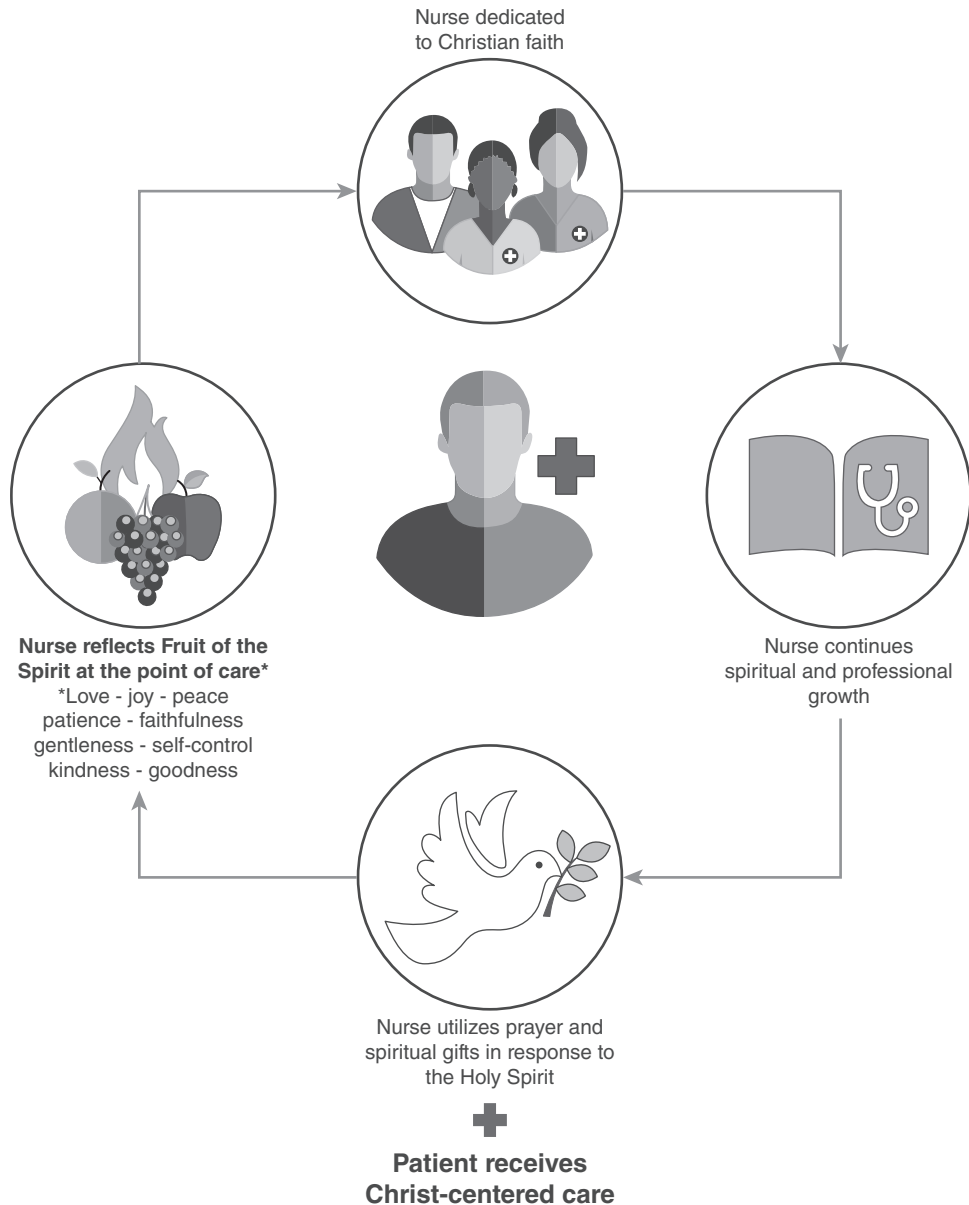 Nurse dedicated
to Christian faith
Nurse continues
spiritual and professional
growth
Nurse utilizes prayer and
spiritual gifts in response to
the Holy Spirit
Patient receives
Christ-centered care
Nurse reflects Fruit of the
Spirit at the point of care*
*Love - joy - peace
patience - faithfulness
gentleness - self-control
kindness - goodness